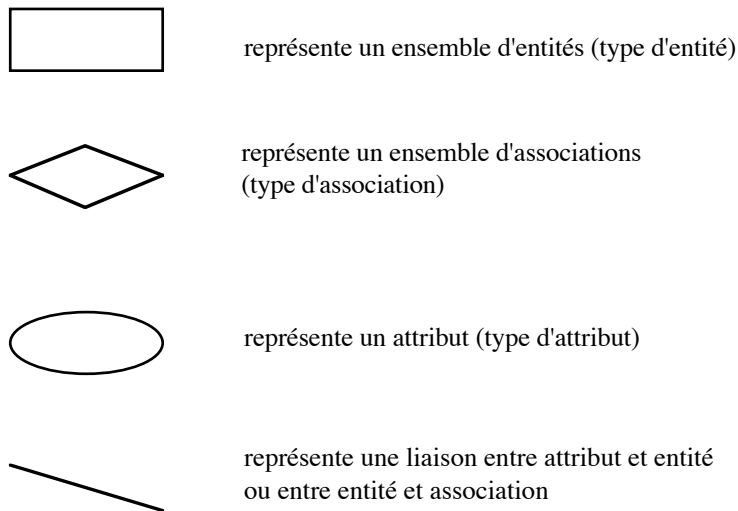 représente un ensemble d'entités (type d'entité)
représente un ensemble d'associations
(type d'association)
représente un attribut (type d'attribut)
représente une liaison entre attribut et entité
ou entre entité et association